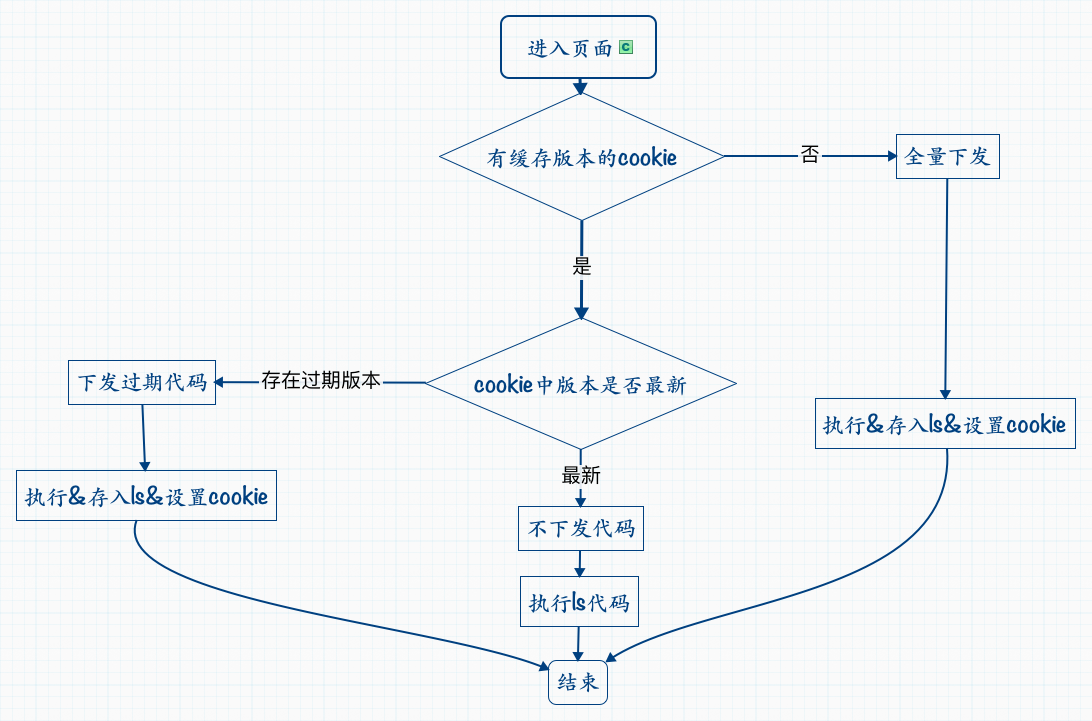 进入页面 C
有缓存版本的cookie
否
全量下发
是
下发过期代码
存在过期版本
cookie中版本是否最新
执行&存入ls&设置cookie
最新
执行&存入ls&设置cookie
不下发代码
执行ls代码
结束